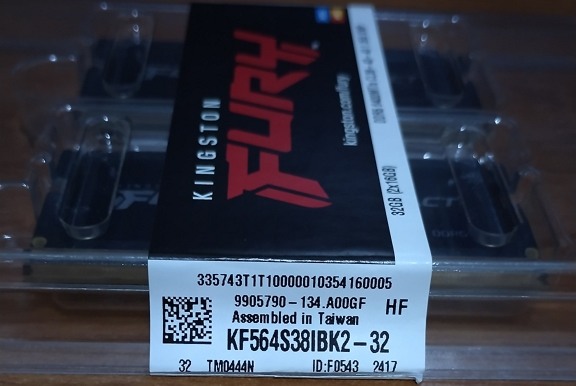 KINGSTON
FURY
kingston.com/fury
32GB (2x16GB)
335743T1T10000010354160005
9905790-134.A00GF HF
Assembled in Taiwan
KF564S38IBK2-32
32 TM0444N ID:F0543 2417